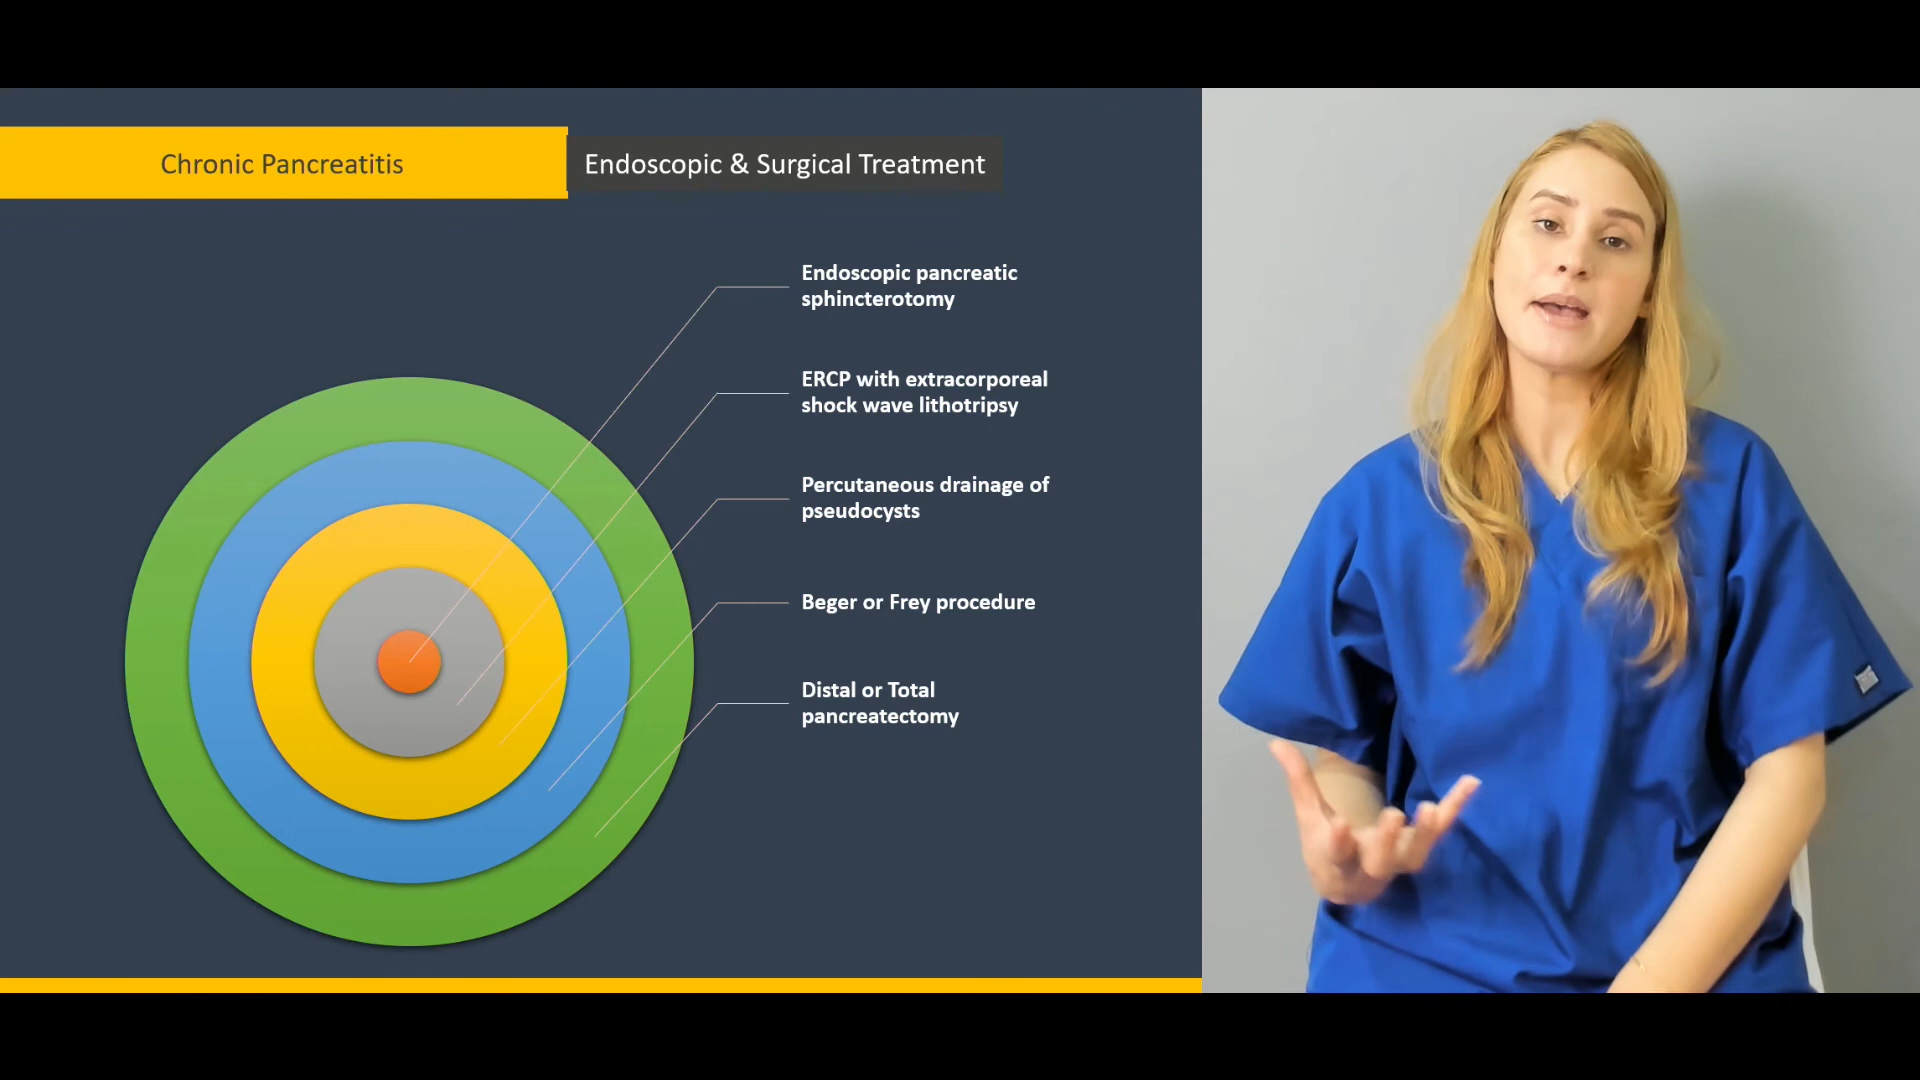 Chronic Pancreatitis
Endoscopic & Surgical Treatment
Endoscopic pancreatic
sphincterotomy
ERCP with extracorporeal
shock wave lithotripsy
Percutaneous drainage of
pseudocysts
Beger or Frey procedure
Distal or Total
pancreatectomy